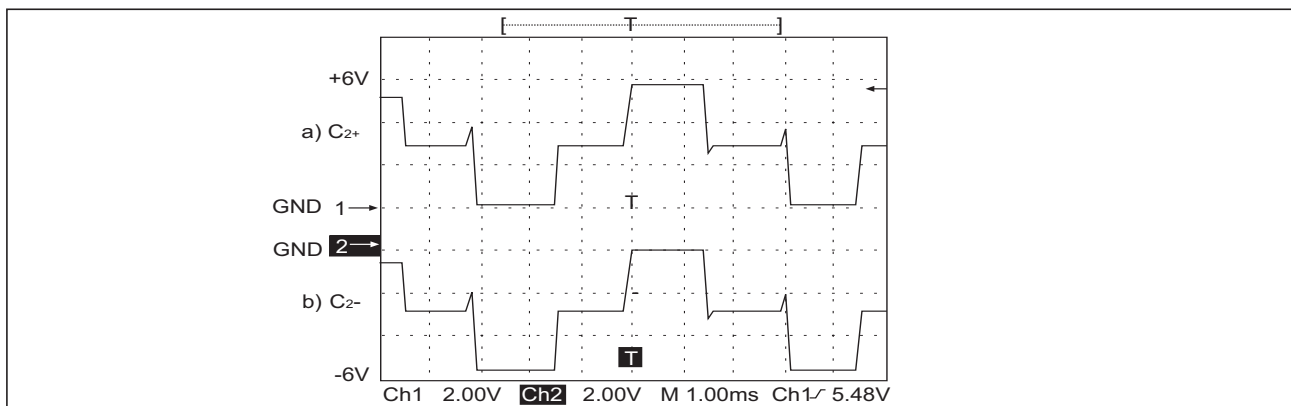 [ T ]
+6V
a) C2+
T
GND 1
GND 2
b) C2-
T
-6V
Ch1 2.00V Ch2 2.00V M 1.00ms Ch1 5.48V